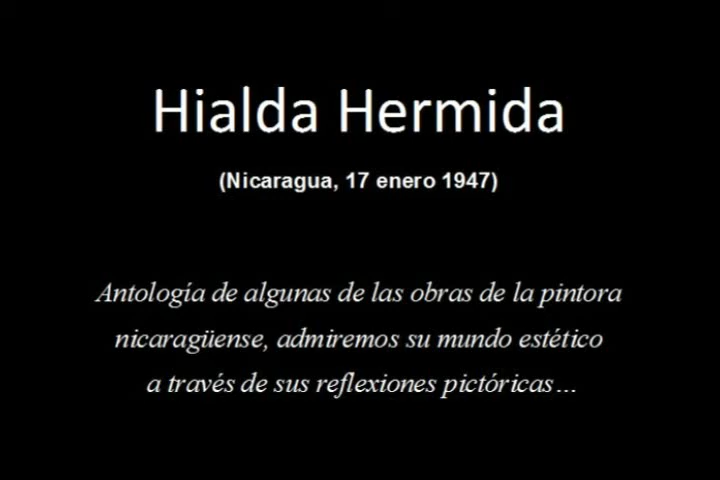 Hialda Hermida
(Nicaragua, 17 enero 1947)
Antología de algunas de las obras de la pintora
nicaragüense, admiremos su mundo estético
a través de sus reflexiones pictóricas...